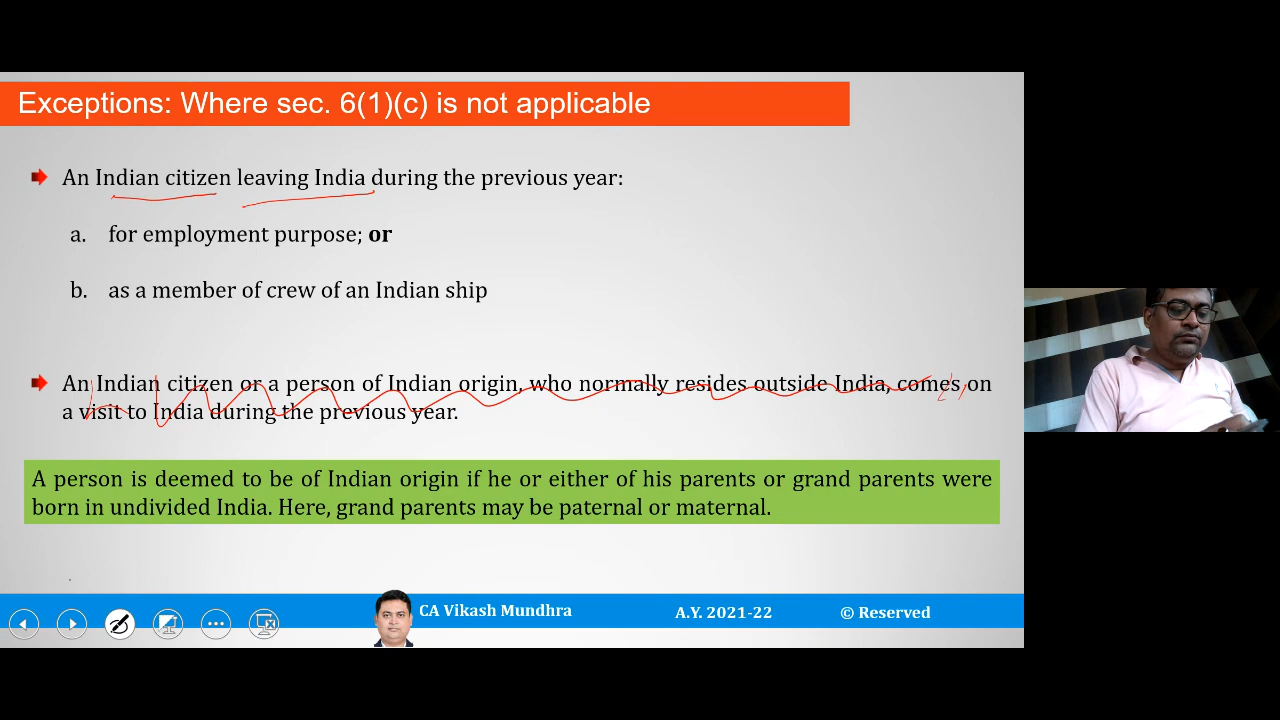 Exceptions: Where sec. 6(1)(c) is not applicable
An Indian citizen leaving India during the previous year:
a. for employment purpose; or
b. as a member of crew of an Indian ship
An Indian citizen or a person of Indian origin, who normally resides outside India, comes on
a visit to India during the previous year.
A person is deemed to be of Indian origin if he or either of his parents or grand parents were
born in undivided India. Here, grand parents may be paternal or maternal.
CA Vikash Mundhra A.Y. 2021-22 © Reserved